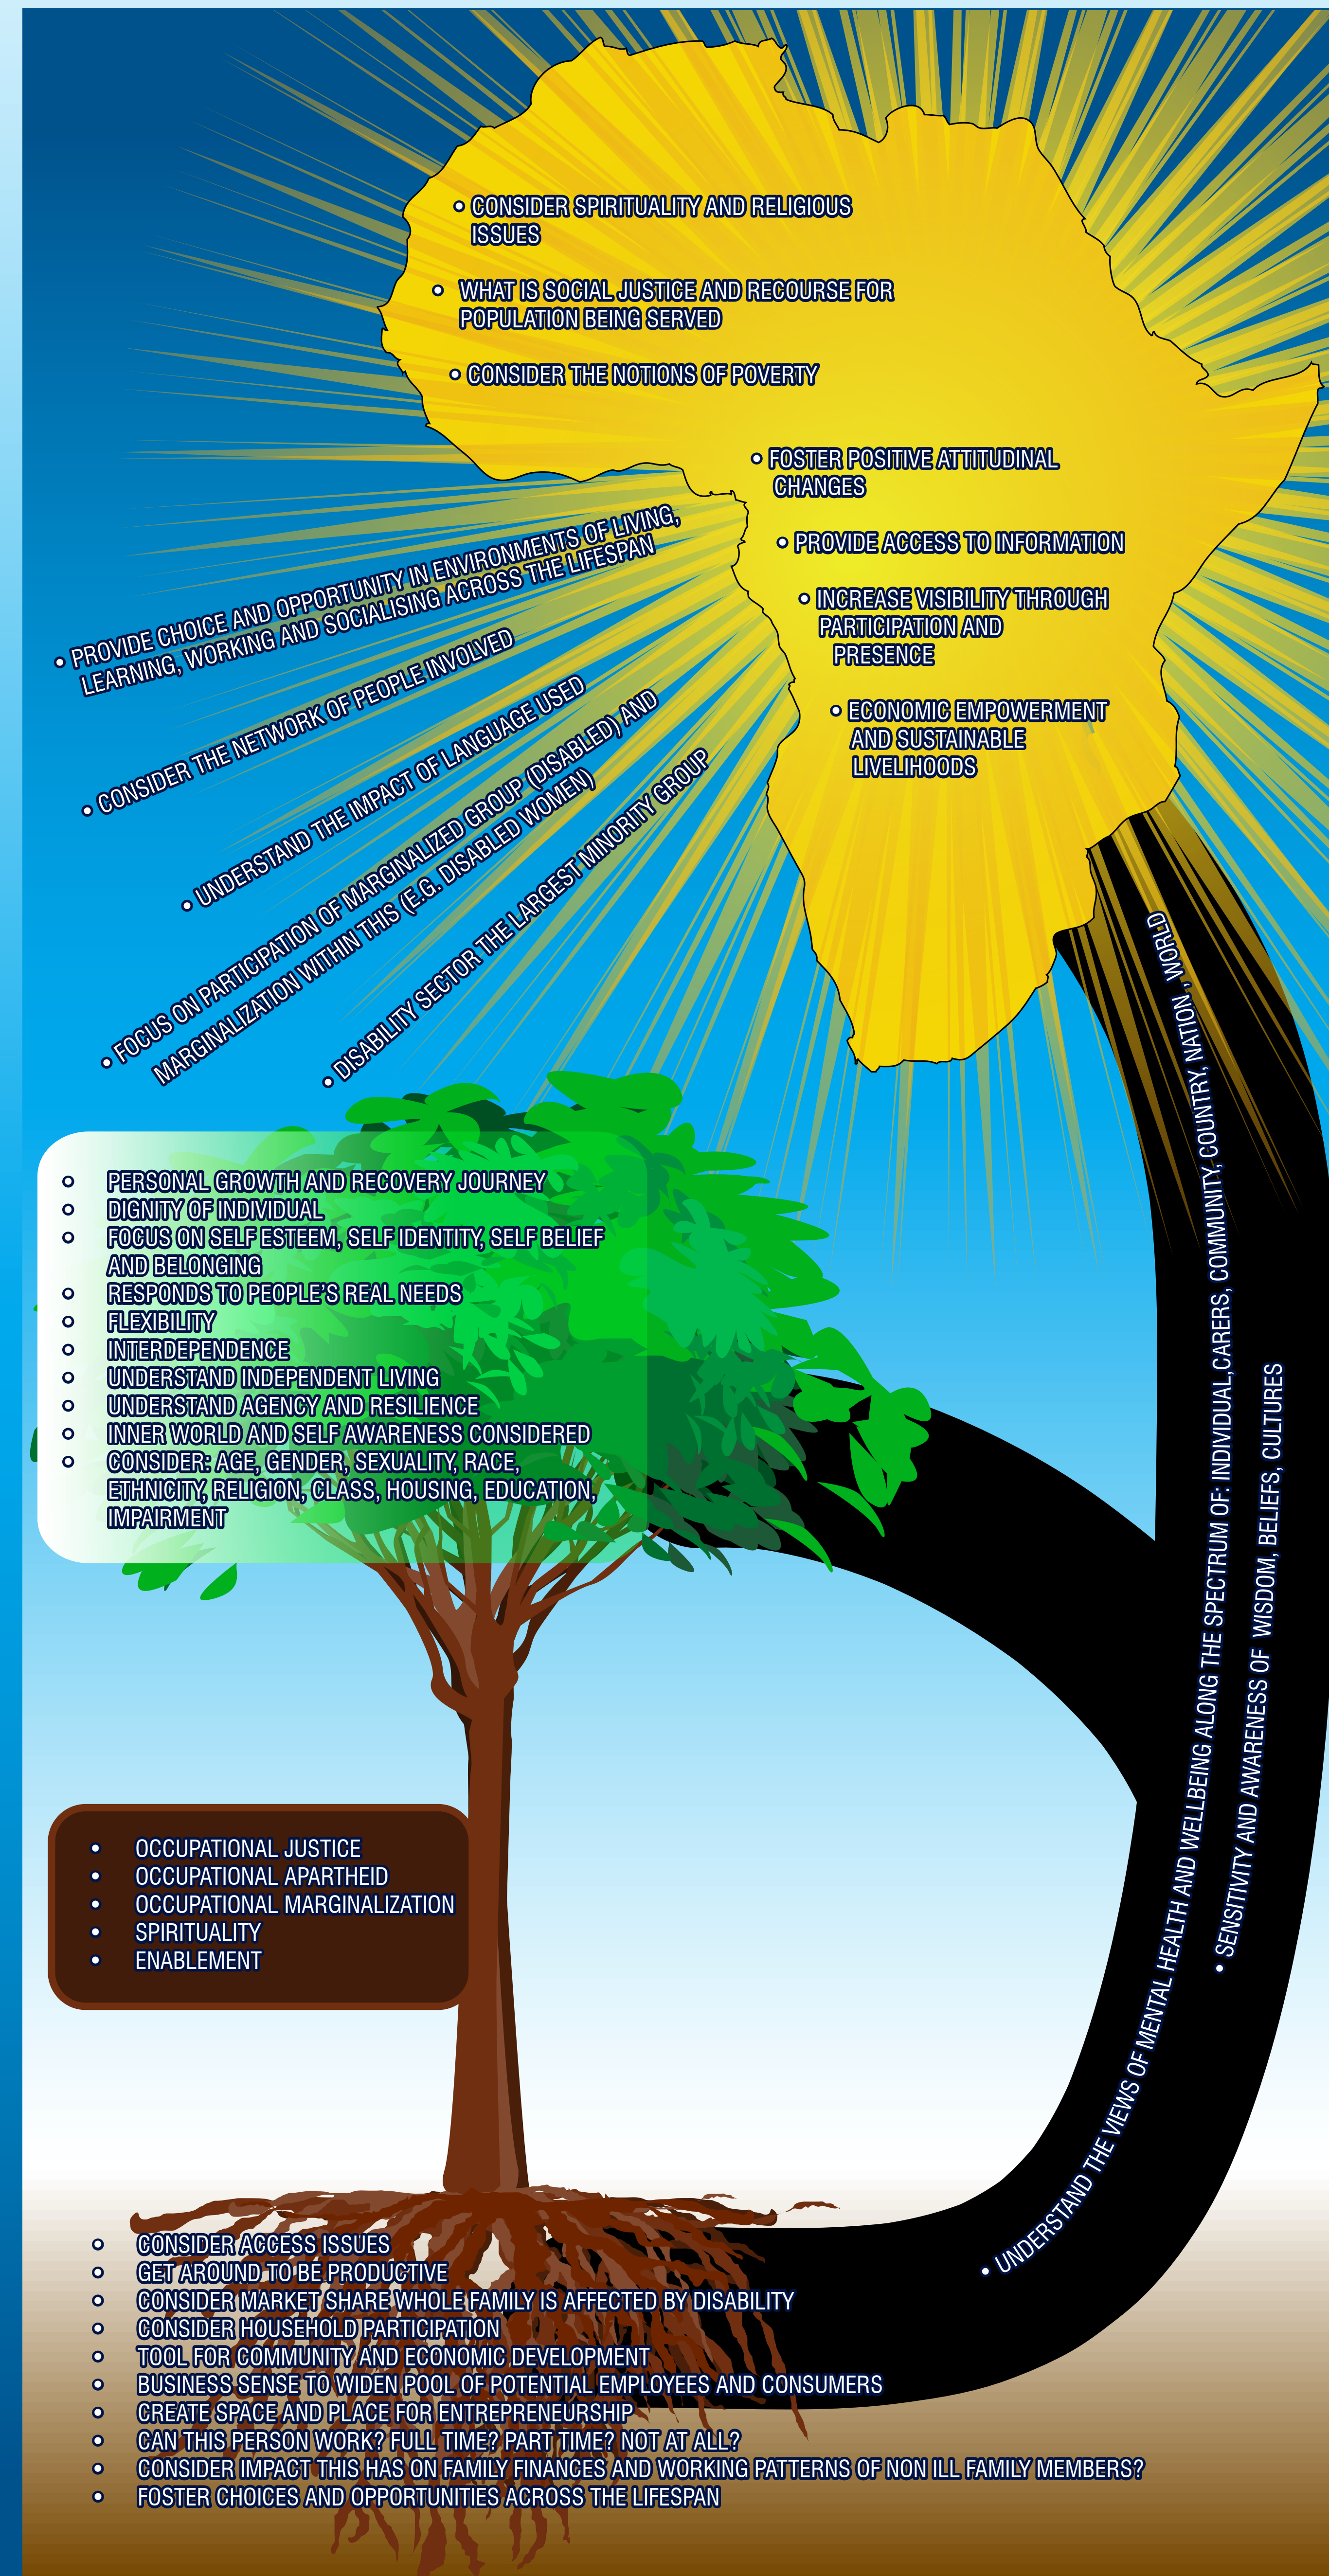 • CONSIDER SPIRITUALITY AND RELIGIOUS
ISSUES
• WHAT IS SOCIAL JUSTICE AND RECOURSE FOR
POPULATION BEING SERVED
• CONSIDER THE NOTIONS OF POVERTY
• FOSTER POSITIVE ATTITUDINAL
CHANGES
• PROVIDE ACCESS TO INFORMATION
• INCREASE VISIBILITY THROUGH
PARTICIPATION AND
PRESENCE
• ECONOMIC EMPOWERMENT
AND SUSTAINABLE
LIVELIHOODS
• PROVIDE CHOICE AND OPPORTUNITY IN ENVIRONMENTS OF LIVING,
LEARNING, WORKING AND SOCIALISING ACROSS THE LIFESPAN
• CONSIDER THE NETWORK OF PEOPLE INVOLVED
• UNDERSTAND THE IMPACT OF LANGUAGE USED
• FOCUS ON PARTICIPATION OF MARGINALIZED GROUP (DISABLED) AND
MARGINALIZATION WITHIN THIS (E.G. DISABLED WOMEN)
• DISABILITY SECTOR THE LARGEST MINORITY GROUP
• PERSONAL GROWTH AND RECOVERY JOURNEY
• DIGNITY OF INDIVIDUAL
• FOCUS ON SELF ESTEEM, SELF IDENTITY, SELF BELIEF
AND BELONGING
• RESPONDS TO PEOPLE'S REAL NEEDS
• FLEXIBILITY
• INTERDEPENDENCE
• UNDERSTAND INDEPENDENT LIVING
• UNDERSTAND AGENCY AND RESILIENCE
• INNER WORLD AND SELF AWARENESS CONSIDERED
• CONSIDER: AGE, GENDER, SEXUALITY, RACE,
ETHNICITY, RELIGION, CLASS, HOUSING, EDUCATION,
IMPAIRMENT
• UNDERSTAND THE VIEWS OF MENTAL HEALTH AND WELLBEING ALONG THE SPECTRUM OF: INDIVIDUAL,CARERS, COMMUNITY, COUNTRY, NATION , WORLD
• SENSITIVITY AND AWARENESS OF WISDOM, BELIEFS, CULTURES
• OCCUPATIONAL JUSTICE
• OCCUPATIONAL APARTHEID
• OCCUPATIONAL MARGINALIZATION
• SPIRITUALITY
• ENABLEMENT
• CONSIDER ACCESS ISSUES
• GET AROUND TO BE PRODUCTIVE
• CONSIDER MARKET SHARE WHOLE FAMILY IS AFFECTED BY DISABILITY
• CONSIDER HOUSEHOLD PARTICIPATION
• TOOL FOR COMMUNITY AND ECONOMIC DEVELOPMENT
• BUSINESS SENSE TO WIDEN POOL OF POTENTIAL EMPLOYEES AND CONSUMERS
• CREATE SPACE AND PLACE FOR ENTREPRENEURSHIP
• CAN THIS PERSON WORK? FULL TIME? PART TIME? NOT AT ALL?
• CONSIDER IMPACT THIS HAS ON FAMILY FINANCES AND WORKING PATTERNS OF NON ILL FAMILY MEMBERS?
• FOSTER CHOICES AND OPPORTUNITIES ACROSS THE LIFESPAN